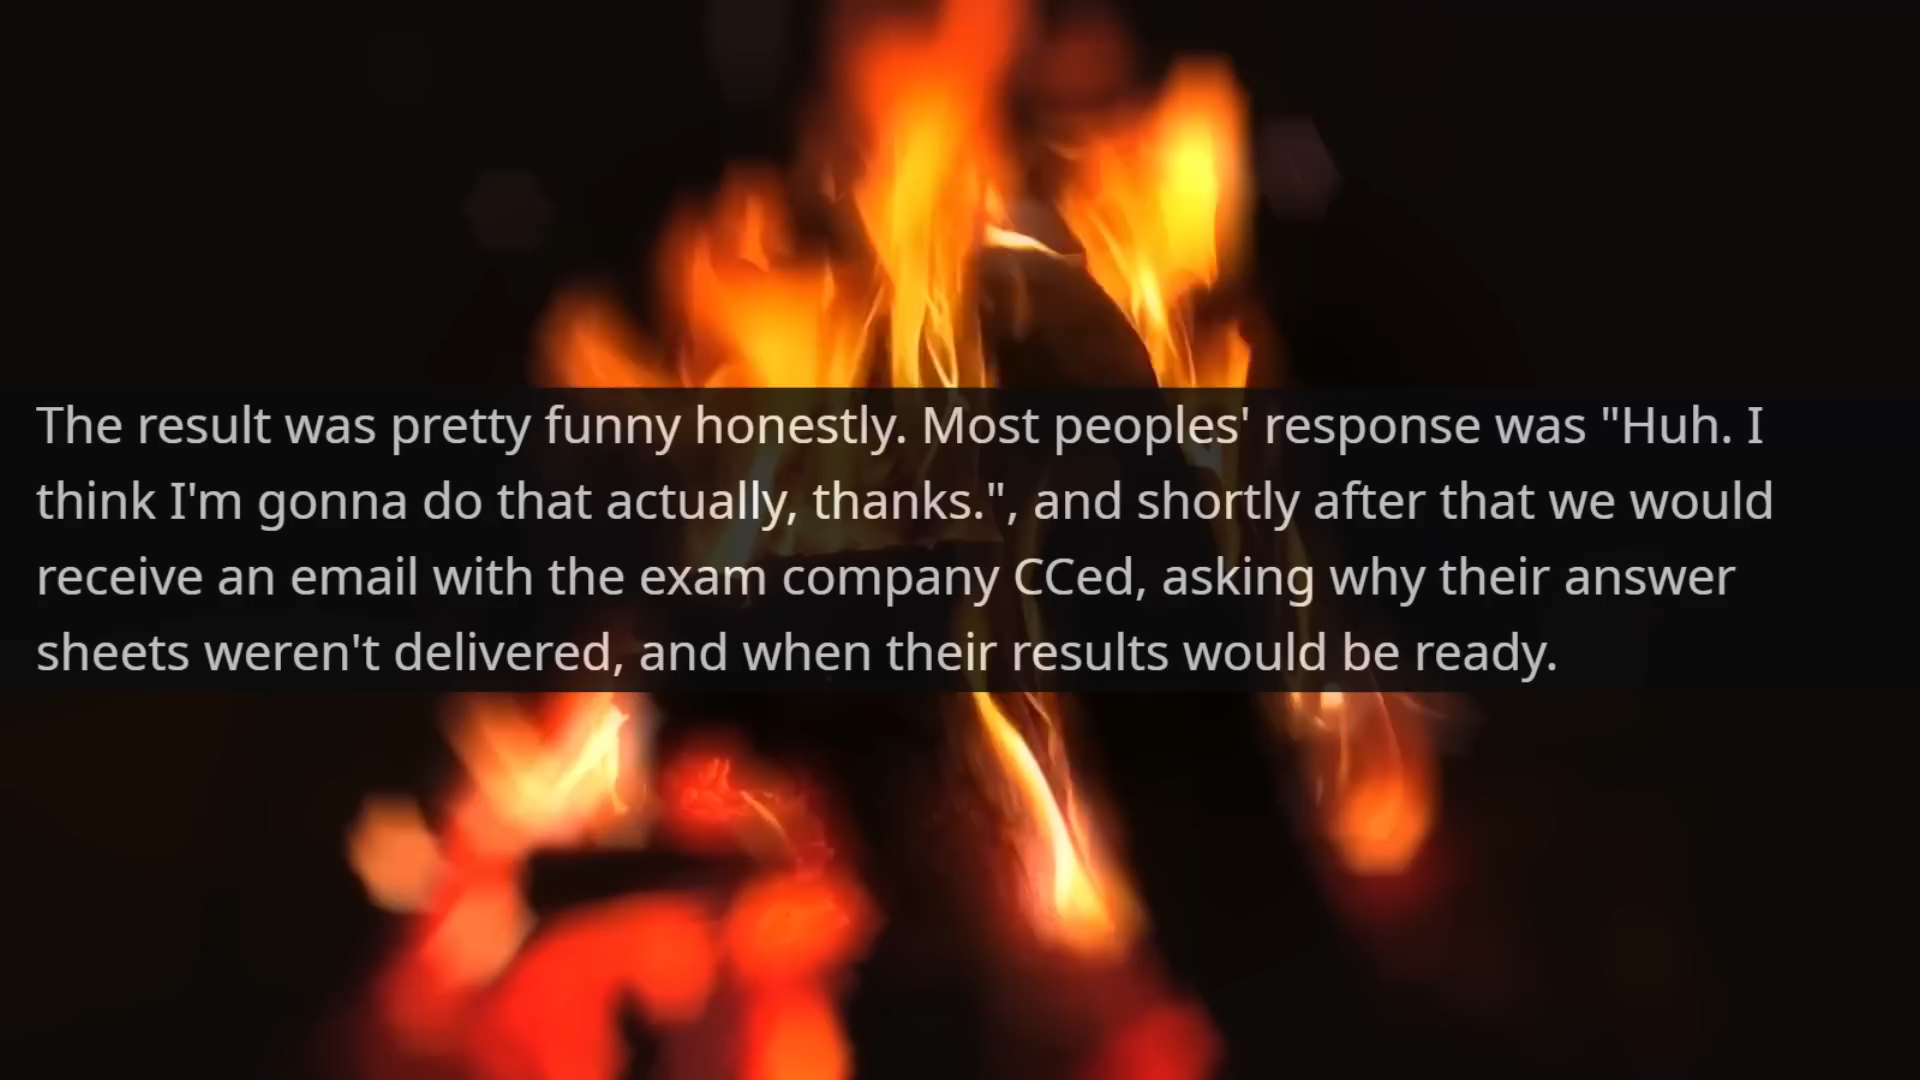 The result was pretty funny honestly. Most peoples' response was "Huh. I
think I'm gonna do that actually, thanks.", and shortly after that we would
receive an email with the exam company CCed, asking why their answer
sheets weren't delivered, and when their results would be ready.